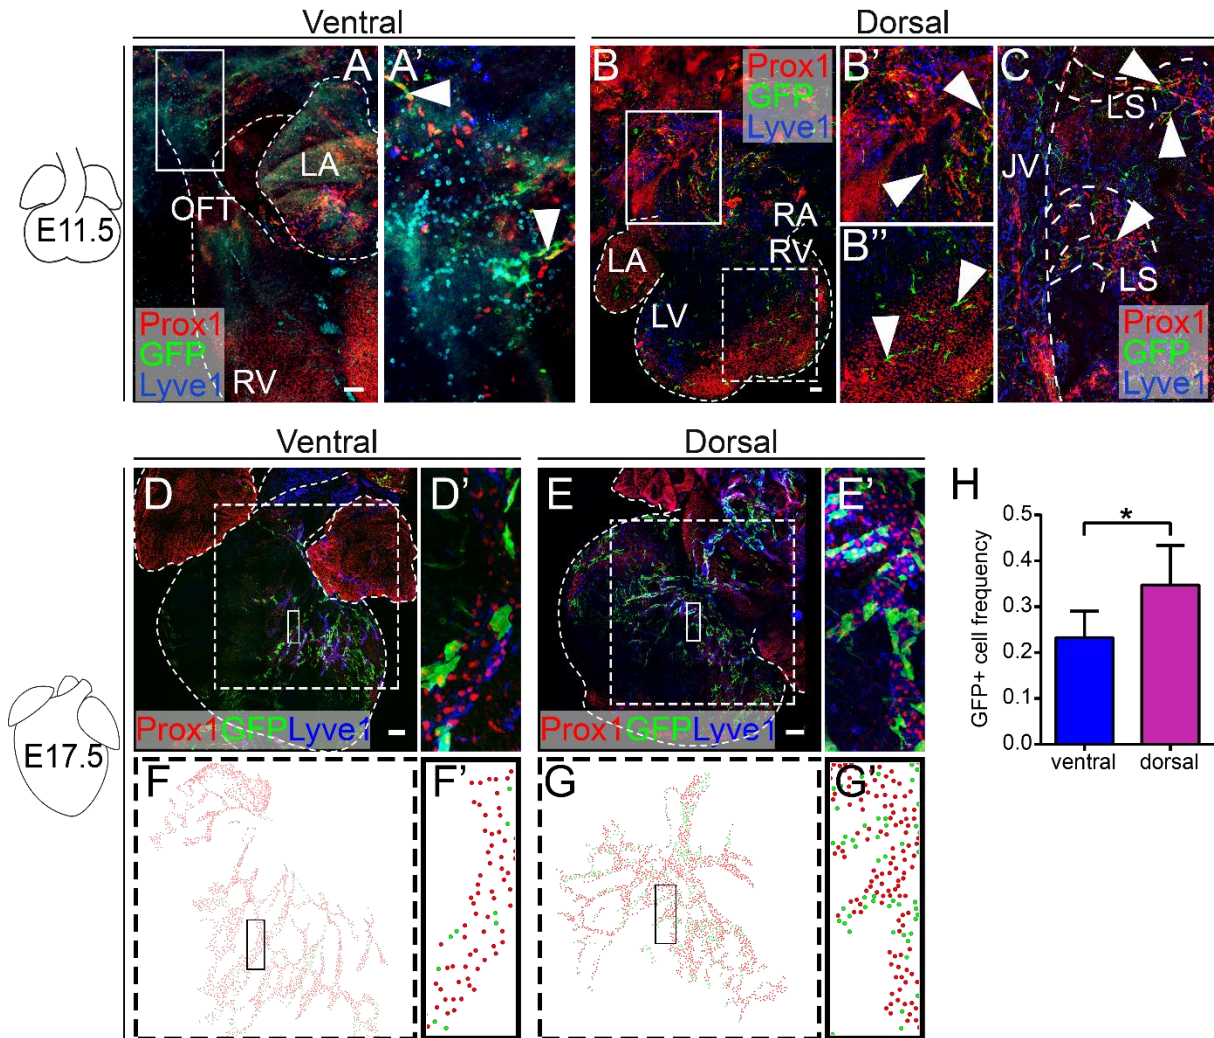 Ventral
Dorsal
A
A'
B
B'
C
Prox1
GFP
Lyve1
LA
OFT
E11.5
RA
RV
LA
LV
B''
JV
LS
LS
Prox1
GFP
Lyve1
RV
Prox1
GFP
Lyve1
Ventral
Dorsal
D
D'
E
E'
H
0.5
*
0.4
0.3
0.2
0.1
0.0
GFP+ cell frequency
ventral
dorsal
Prox1GFPLyve1
Prox1GFPLyve1
E17.5
F
F'
G
G'